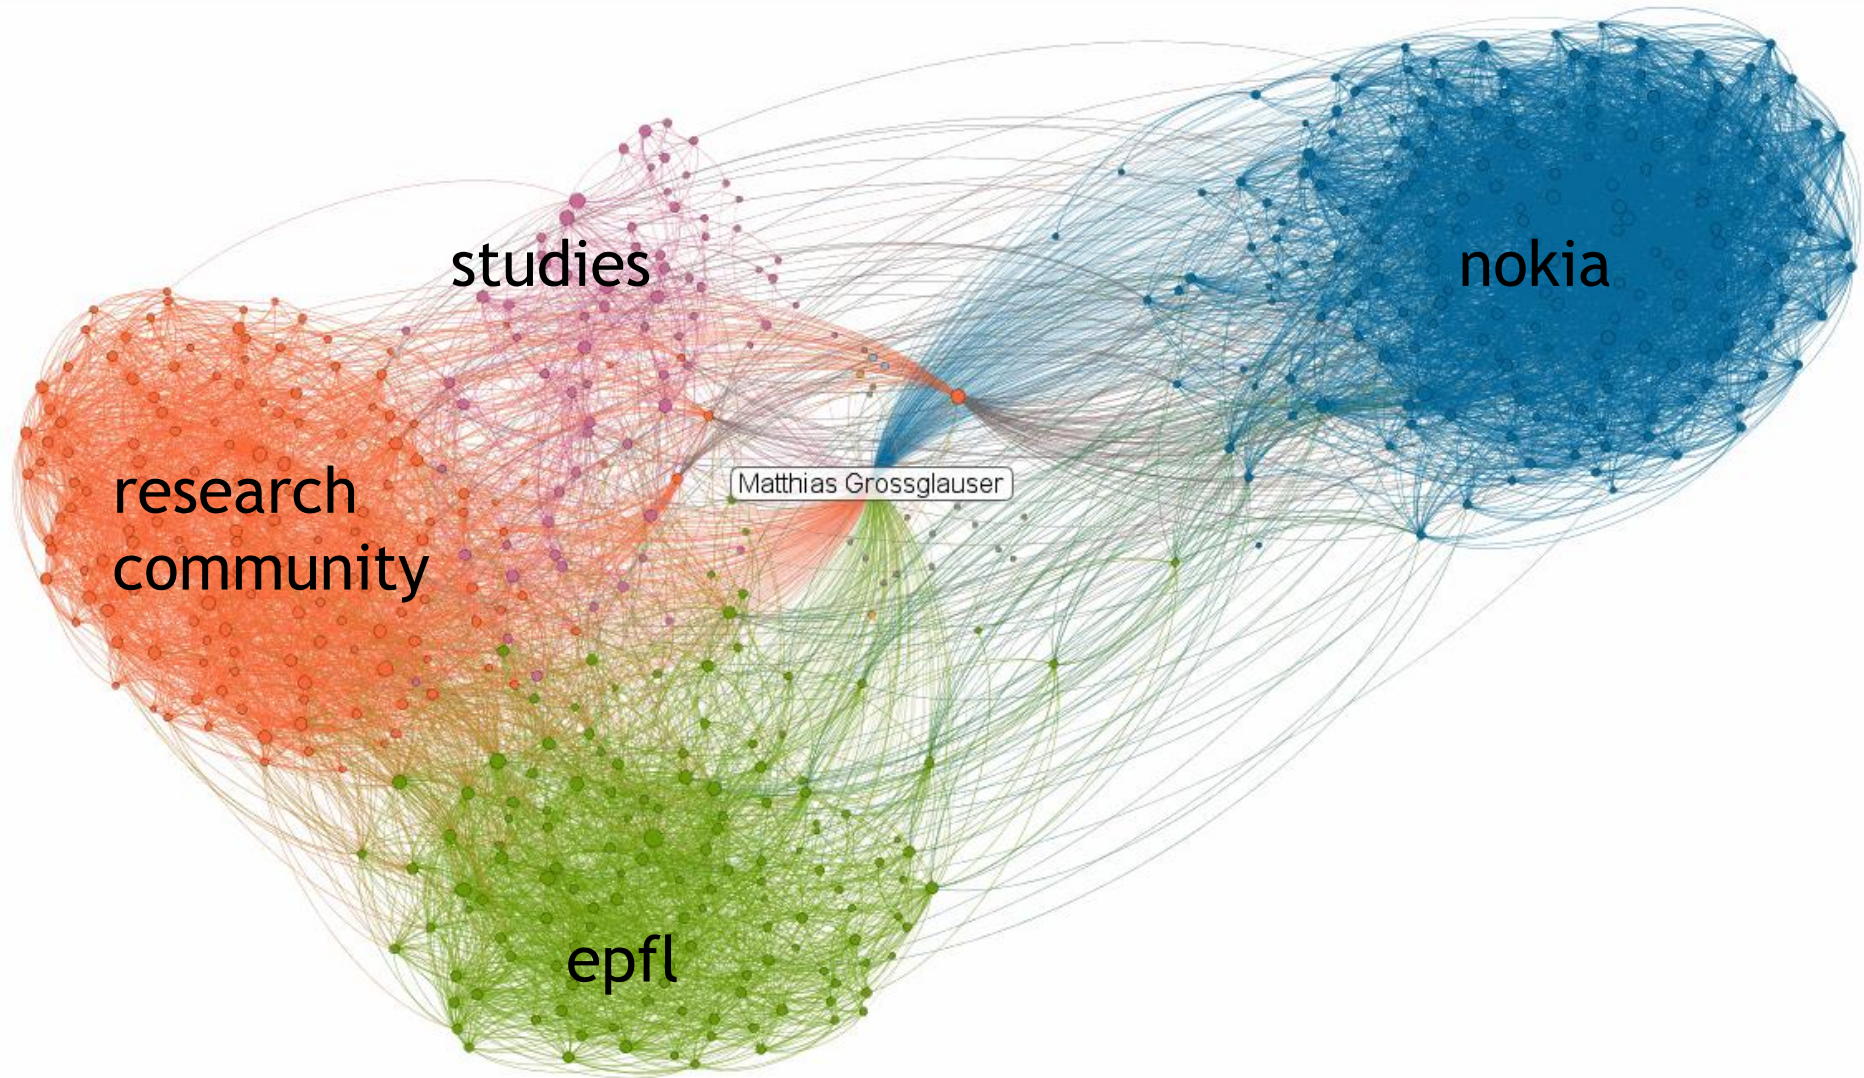 studies
nokia
research
community
Matthias Grossglauser
epfl